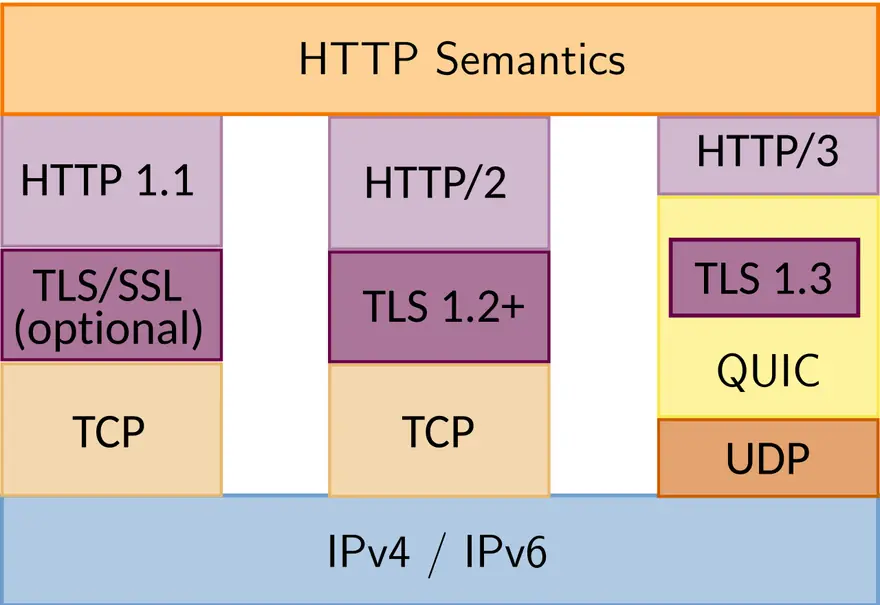 HTTP Semantics
HTTP 1.1
TLS/SSL
(optional)
TCP
HTTP/2
TLS 1.2+
TCP
HTTP/3
TLS 1.3
QUIC
UDP
IPv4 / IPv6